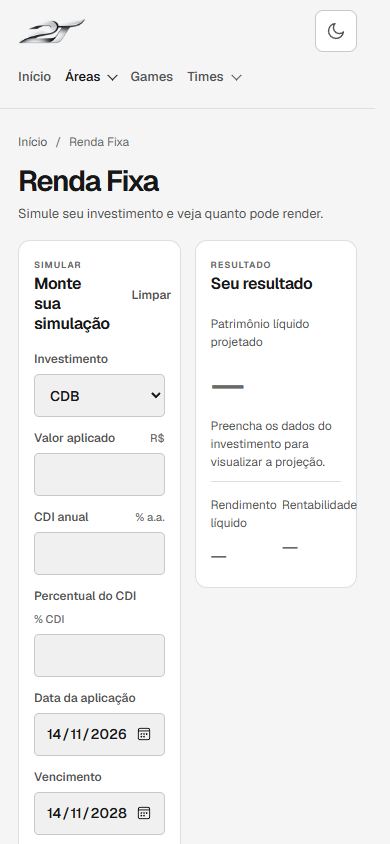 Início Áreas Games Times
Início / Renda Fixa
Renda Fixa
Simule seu investimento e veja quanto pode render.
SIMULAR
Monte
sua
simulação
Limpar
Investimento
CDB
Valor aplicado R$
CDI anual % a.a.
Percentual do CDI
% CDI
Data da aplicação
14/11/2026
Vencimento
14/11/2028
RESULTADO
Seu resultado
Patrimônio líquido
projetado
—
Preencha os dados do
investimento para
visualizar a projeção.
Rendimento
líquido
—
Rentabilidade
—